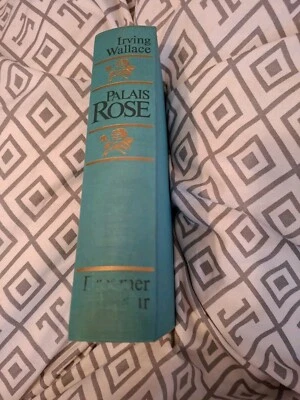 Irving
Wallace
PALAIS
ROSE